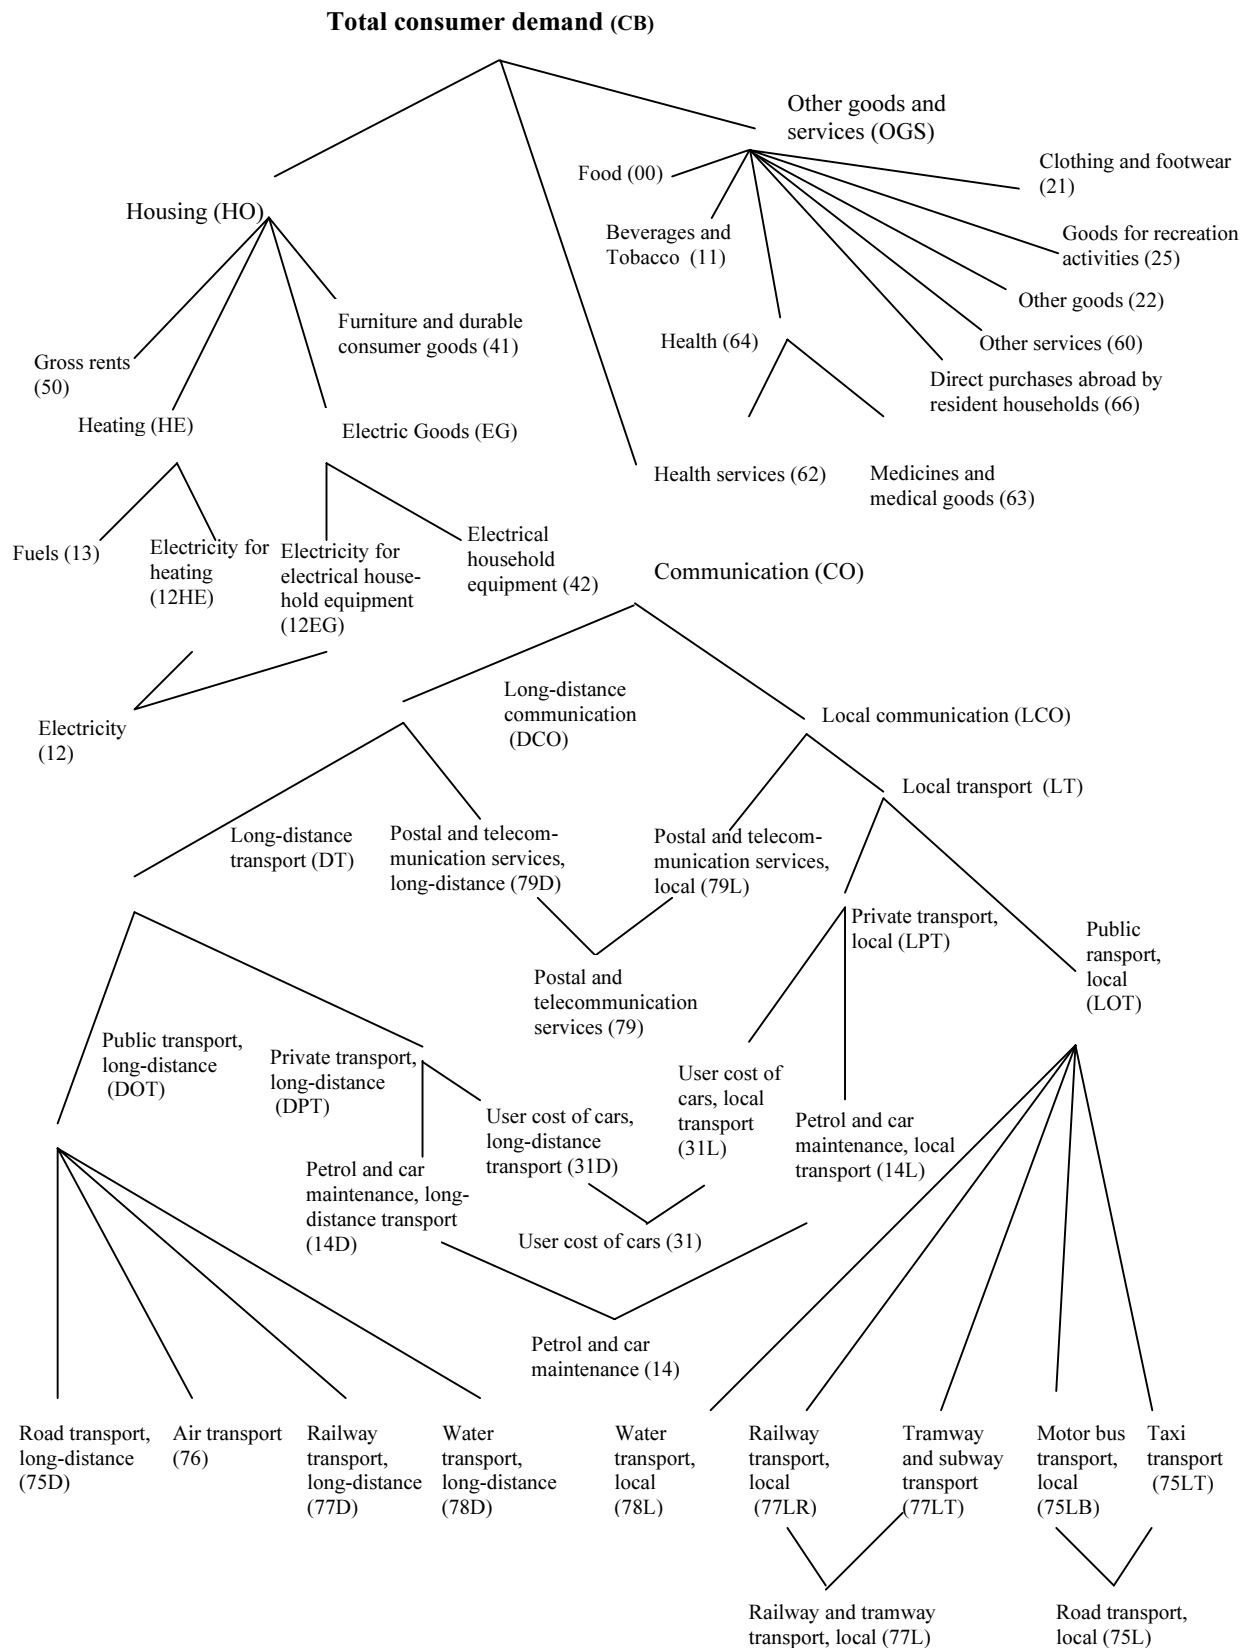 Total consumer demand (CB)
Other goods and
services (OGS)
Food (00)
Clothing and footwear
(21)
Housing (HO)
Beverages and
Tobacco (11)
Goods for recreation
activities (25)
Other goods (22)
Furniture and durable
consumer goods (41)
Health (64)
Other services (60)
Gross rents
(50)
Direct purchases abroad by
resident households (66)
Heating (HE)
Electric Goods (EG)
Health services (62)
Medicines and
medical goods (63)
Fuels (13)
Electricity for
heating
(12HE)
Electricity for
electrical house-
hold equipment
(12EG)
Electrical
household
equipment (42)
Communication (CO)
Electricity
(12)
Long-distance
communication
(DCO)
Local communication (LCO)
Local transport (LT)
Long-distance
transport (DT)
Postal and telecom-
munication services,
long-distance (79D)
Postal and telecom-
munication services,
local (79L)
Private transport,
local (LPT)
Public
ransport,
local
(LOT)
Postal and
telecommunication
services (79)
Public transport,
long-distance
(DOT)
Private transport,
long-distance
(DPT)
User cost of
cars, local
transport
(31L)
User cost of cars,
long-distance
transport (31D)
Petrol and car
maintenance, local
transport (14L)
Petrol and car
maintenance, long-
distance transport
(14D)
User cost of cars (31)
Petrol and car
maintenance (14)
Road transport,
long-distance
(75D)
Air transport
(76)
Railway
transport,
long-distance
(77D)
Water
transport,
long-distance
(78D)
Water
transport,
local
(78L)
Railway
transport,
local
(77LR)
Tramway
and subway
transport
(77LT)
Motor bus
transport,
local
(75LB)
Taxi
transport
(75LT)
Railway and tramway
transport, local (77L)
Road transport,
local (75L)